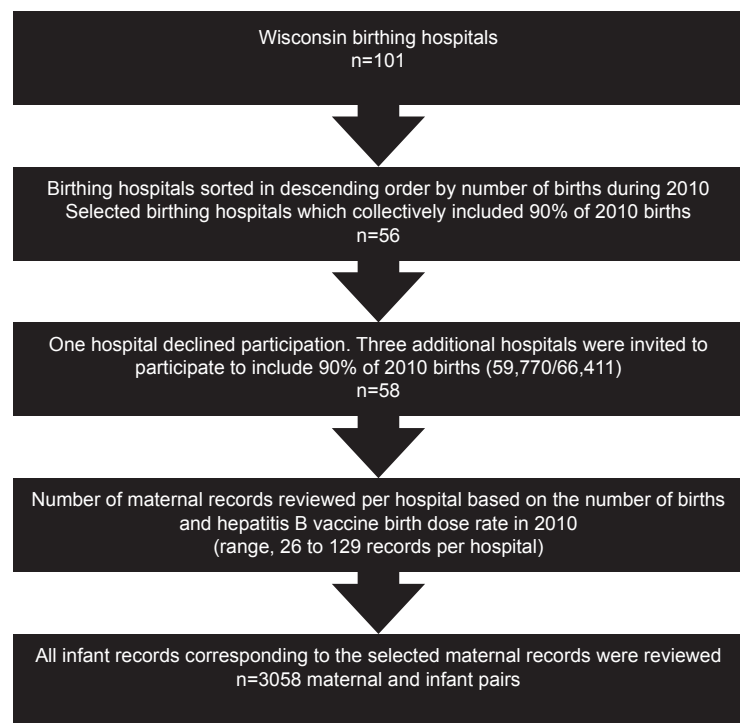 Wisconsin birthing hospitals
n=101
Birthing hospitals sorted in descending order by number of births during 2010
Selected birthing hospitals which collectively included 90% of 2010 births
n=56
One hospital declined participation. Three additional hospitals were invited to
participate to include 90% of 2010 births (59,770/66,411)
n=58
Number of maternal records reviewed per hospital based on the number of births
and hepatitis B vaccine birth dose rate in 2010
(range, 26 to 129 records per hospital)
All infant records corresponding to the selected maternal records were reviewed
n=3058 maternal and infant pairs